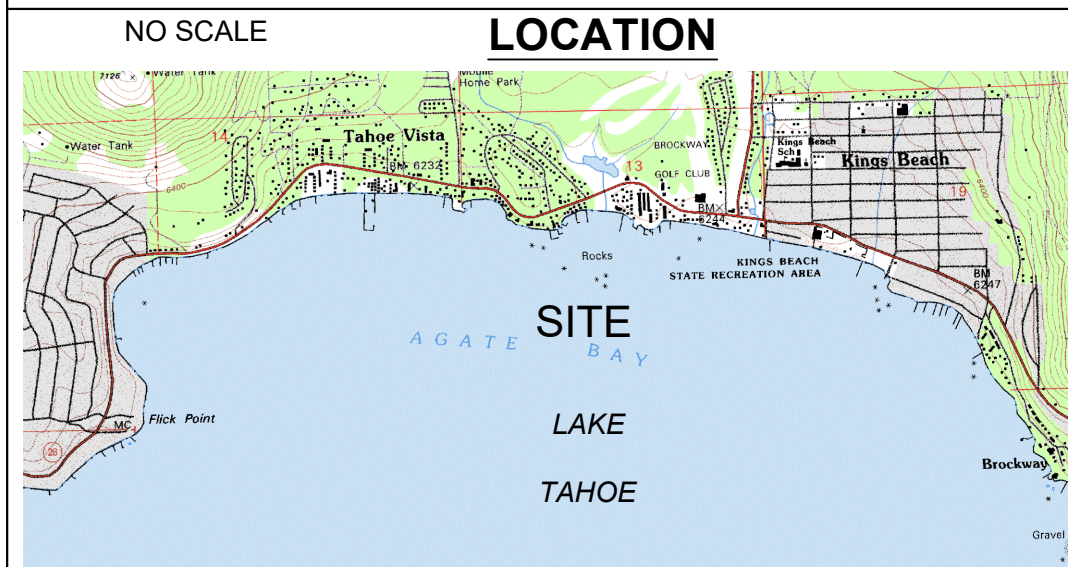 NO SCALE
LOCATION
7126
Water Tank
Mobile
Home Park
14
Tahoe Vista
Water Tank
BM 6232
BROCKWAY
GOLF CLUB
13
Kings Beach
Sch
Kings Beach
6400
19
6400
BM
6244
KINGS BEACH
STATE RECREATION AREA
Rocks
BM
6247
SITE
AGATE BAY
LAKE
TAHOE
MC
Flick Point
28
Brockway
Gravel